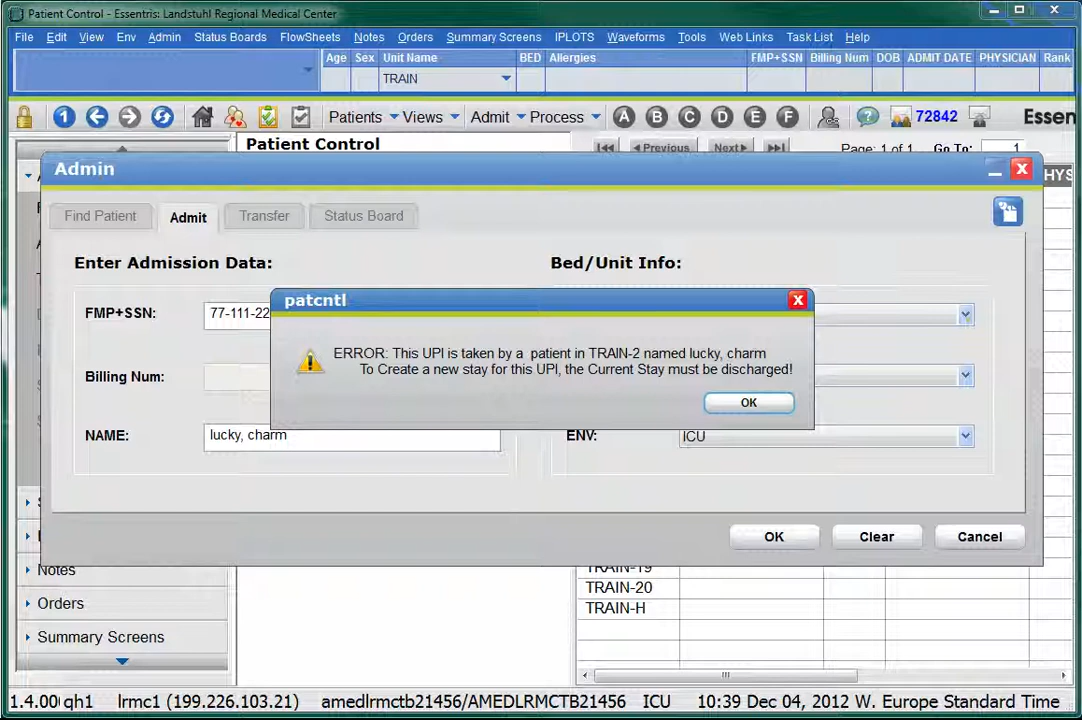 Patient Control - Essentris: Landstuhl Regional Medical Center
File Edit View Env Admin Status Boards FlowSheets Notes Orders Summary Screens IPLOTS Waveforms Tools Web Links Task List Help
Age Sex Unit Name BED Allergies FMP+SSN Billing Num DOB ADMIT DATE PHYSICIAN Rank
TRAIN
1 Patients Views Admit Process A B C D E F ? 72842 Essen
Patient Control
Previous Next Page: 1 of 1 Go To: 1
Admin
HYS
Find Patient Admit Transfer Status Board
Enter Admission Data: Bed/Unit Info:
patcntl
FMP+SSN: 77-111-22
ERROR: This UPI is taken by a patient in TRAIN-2 named lucky, charm
To Create a new stay for this UPI, the Current Stay must be discharged!
Billing Num:
OK
NAME: lucky, charm ENV: ICU
OK Clear Cancel
Notes TRAIN-19
TRAIN-20
Orders TRAIN-H
Summary Screens
1.4.00 qh1 lrmc1 (199.226.103.21) amedlrmctb21456/AMEDLRMCTB21456 ICU 10:39 Dec 04, 2012 W. Europe Standard Time